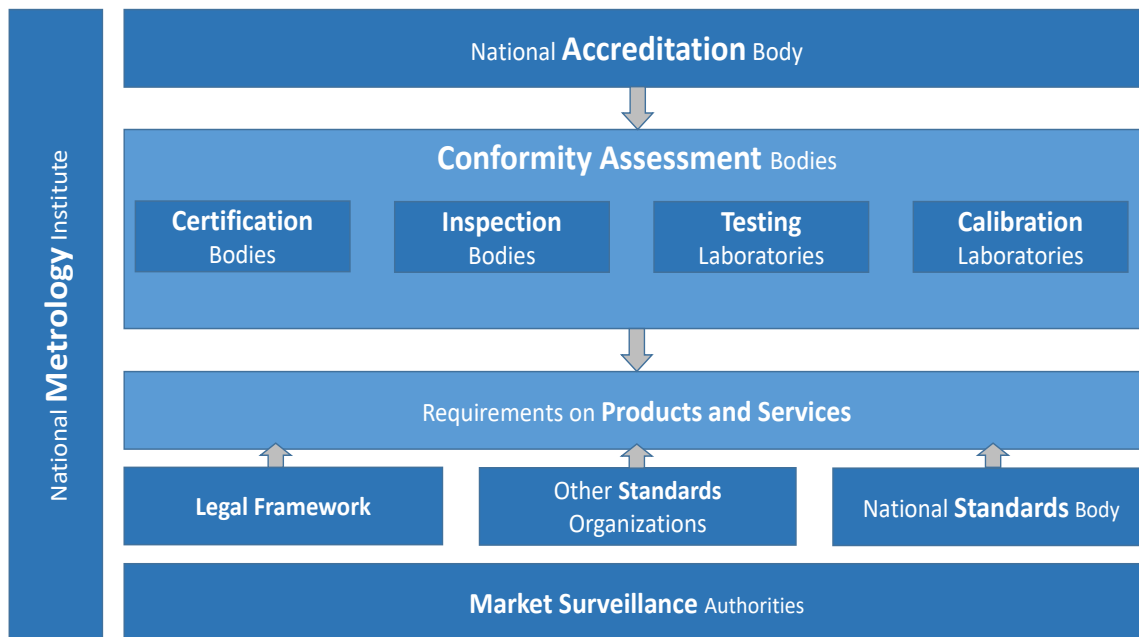 National Metrology Institute
National Accreditation Body
Conformity Assessment Bodies
Certification
Bodies
Inspection
Bodies
Testing
Laboratories
Calibration
Laboratories
Requirements on Products and Services
Legal Framework
Other Standards
Organizations
National Standards Body
Market Surveillance Authorities